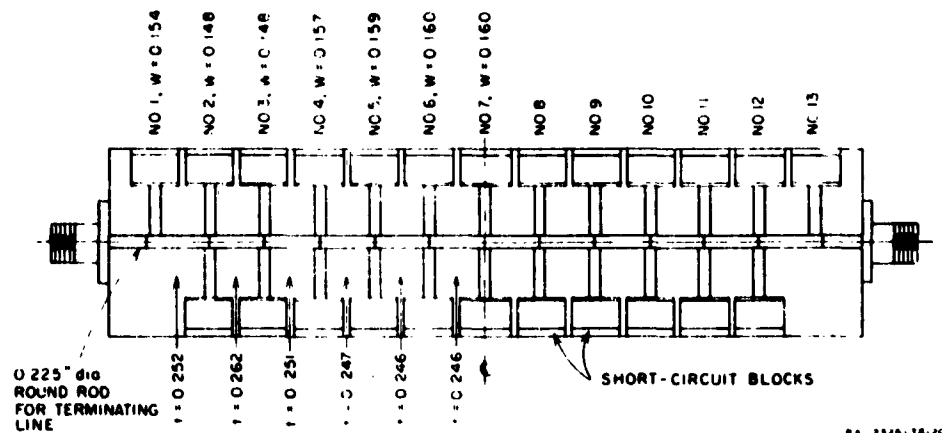 NO 1, W = 0.154
NO 2, W = 0.148
NO 3, W = 0.148
NO 4, W = 0.157
NO 5, W = 0.159
NO 6, W = 0.160
NO 7, W = 0.160
NO 8
NO 9
NO 10
NO 11
NO 12
NO 13
0.225" dia
ROUND ROD
FOR TERMINATING
LINE
t = 0.252
t = 0.262
t = 0.251
t = 0.247
t = 0.246
t = 0.246
℄
SHORT-CIRCUIT BLOCKS